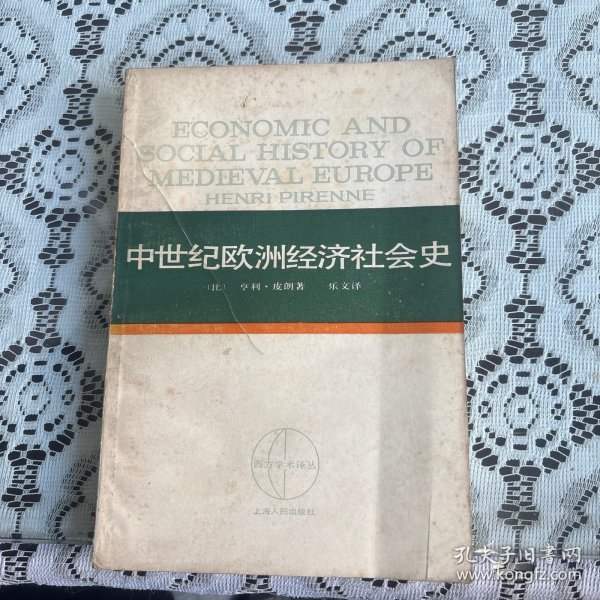 ECONOMIC AND
SOCIAL HISTORY OF
MEDIEVAL EUROPE
HENRI PIRENNE
中世纪欧洲经济社会史
〔比〕 亨利·皮朗著 乐文译
西方学术译丛
上海人民出版社
孔夫子旧书网
www.kongfz.com